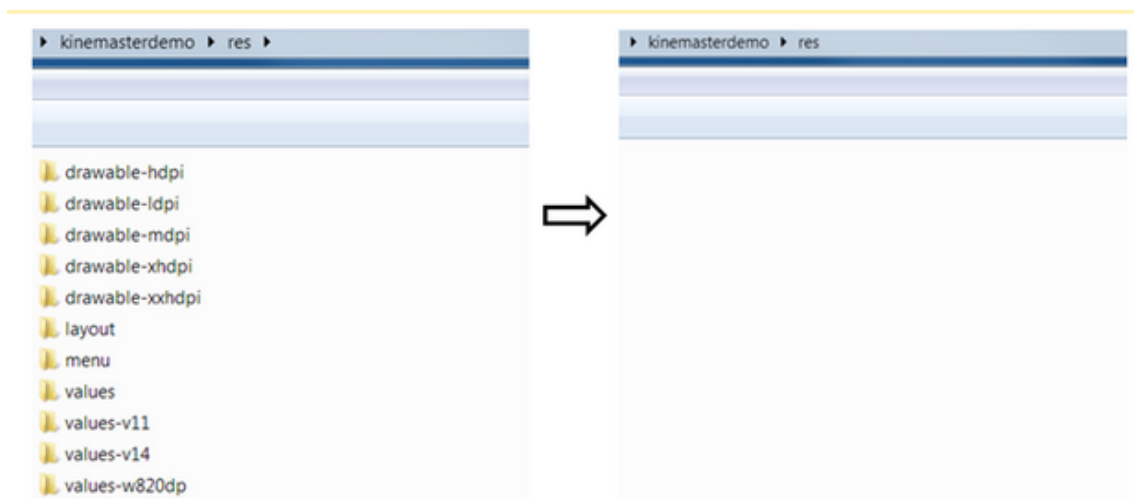 kinemasterdemo res
kinemasterdemo res
drawable-hdpi
drawable-ldpi
drawable-mdpi
drawable-xhdpi
drawable-xxhdpi
layout
menu
values
values-v11
values-v14
values-w820dp